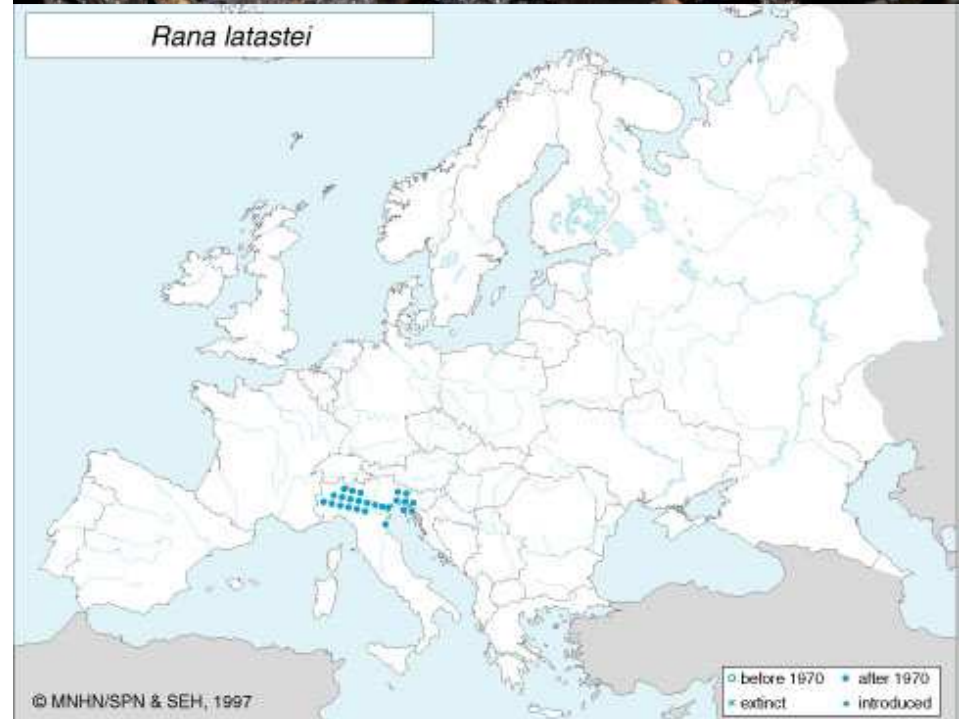 Rana latastei
© MNHN/SPN & SEH, 1997
before 1970 after 1970
extinct introduced